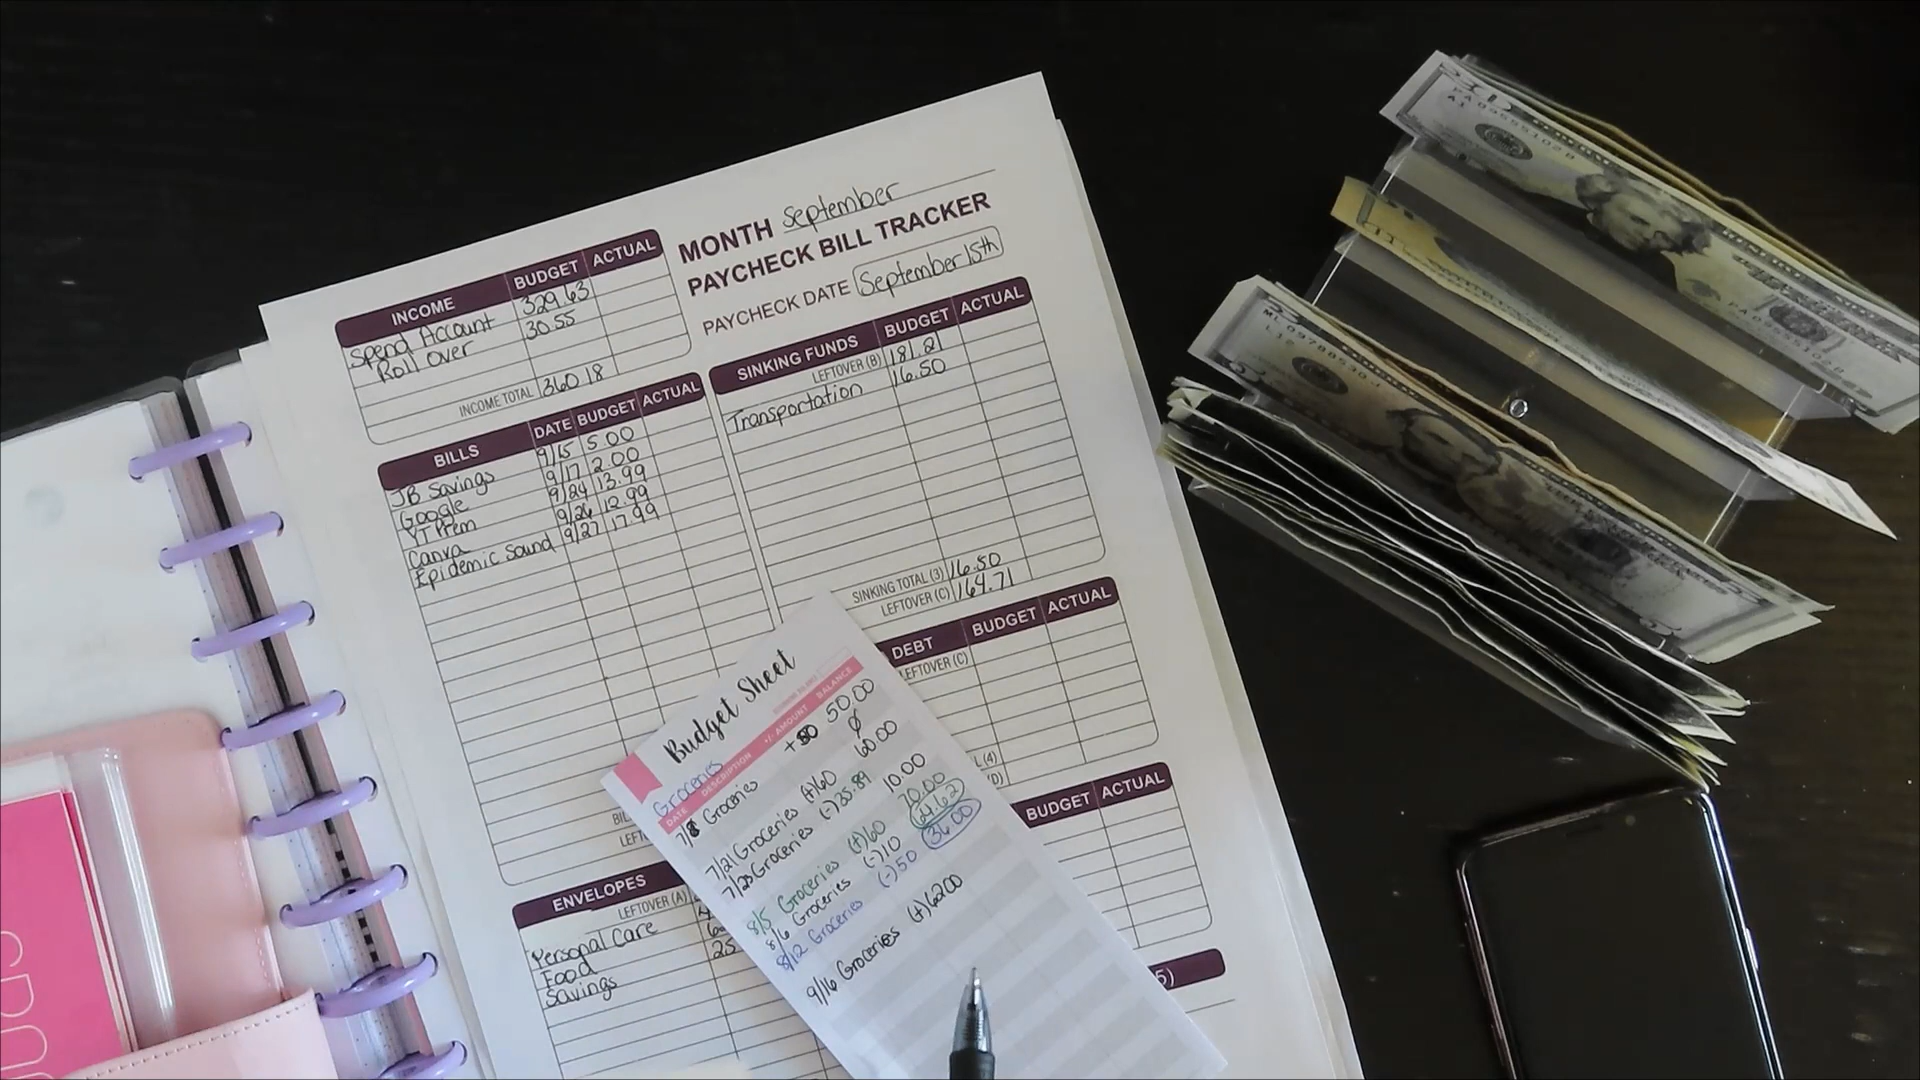 MONTH September
PAYCHECK BILL TRACKER
PAYCHECK DATE September 15th
INCOME BUDGET ACTUAL
Spend Account 329.63
Roll over 30.55
INCOME TOTAL 360 18
BILLS DATE BUDGET ACTUAL
JB Savings 9/15 5.00
Google 9/17 2.00
YT Prem 9/24 13.99
Canva 9/26 12.99
Epidemic Sound 9/27 17.99
SINKING FUNDS BUDGET ACTUAL
LEFTOVER (B) 181.21
Transportation 16.50
SINKING TOTAL (3) 16.50
LEFTOVER (C) 164.71
DEBT BUDGET ACTUAL
LEFTOVER (C)
BUDGET ACTUAL
ENVELOPES
LEFTOVER (A)
Personal Care
Food
Savings 25
Budget Sheet
Groceries
DATE DESCRIPTION +/- AMOUNT BALANCE
7/8 Groceries +50 50.00
7/21 Groceries (+)60 60.00
7/23 Groceries (-)25.89 10.00
8/5 Groceries (+)60 70.00
8/6 Groceries (-)10 (24.62)
8/12 Groceries (-)50 36.00
9/16 Groceries (+)62.00